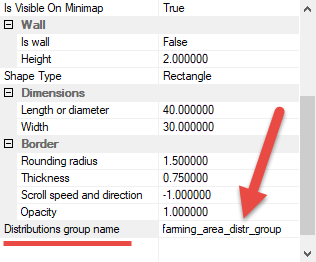 Is Visible On Minimap True
Wall
Is wall False
Height 2.000000
Shape Type Rectangle
Dimensions
Length or diameter 40.000000
Width 30.000000
Border
Rounding radius 1.500000
Thickness 0.750000
Scroll speed and direction -1.000000
Opacity 1.000000
Distributions group name farming_area_distr_group